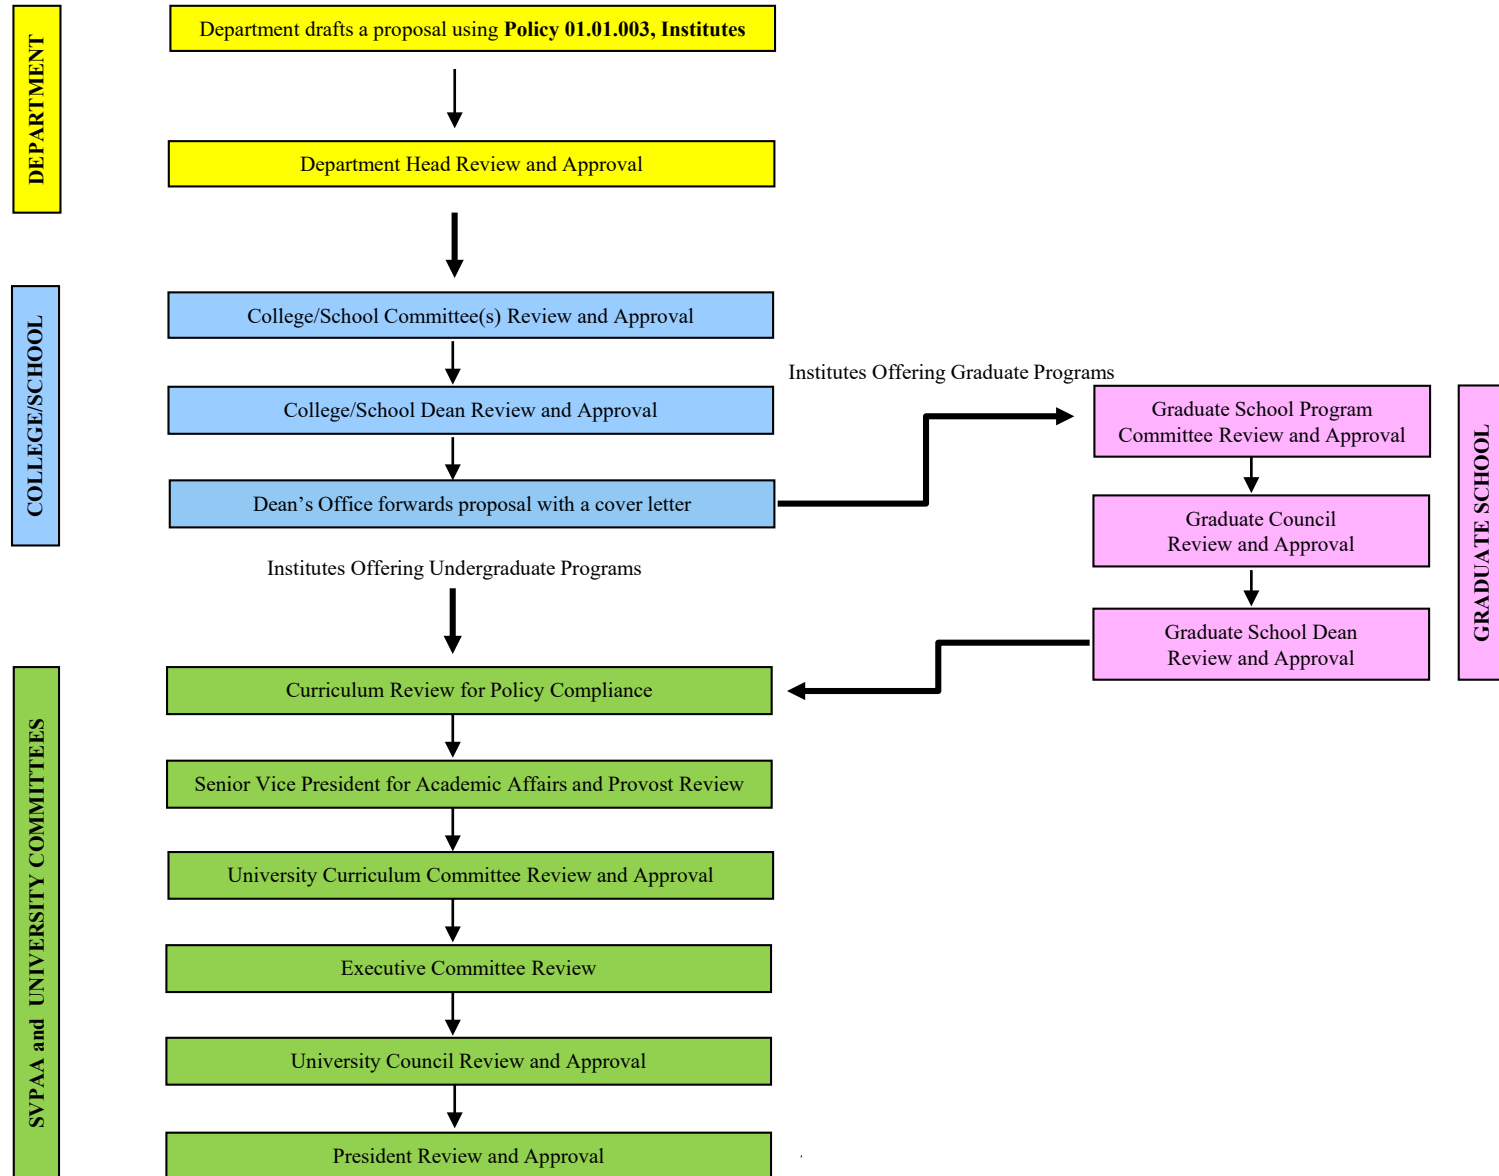 DEPARTMENT
Department drafts a proposal using Policy 01.01.003, Institutes
Department Head Review and Approval
COLLEGE/SCHOOL
College/School Committee(s) Review and Approval
College/School Dean Review and Approval
Dean’s Office forwards proposal with a cover letter
Institutes Offering Graduate Programs
GRADUATE SCHOOL
Graduate School Program
Committee Review and Approval
Graduate Council
Review and Approval
Graduate School Dean
Review and Approval
Institutes Offering Undergraduate Programs
SVPAA and UNIVERSITY COMMITTEES
Curriculum Review for Policy Compliance
Senior Vice President for Academic Affairs and Provost Review
University Curriculum Committee Review and Approval
Executive Committee Review
University Council Review and Approval
President Review and Approval